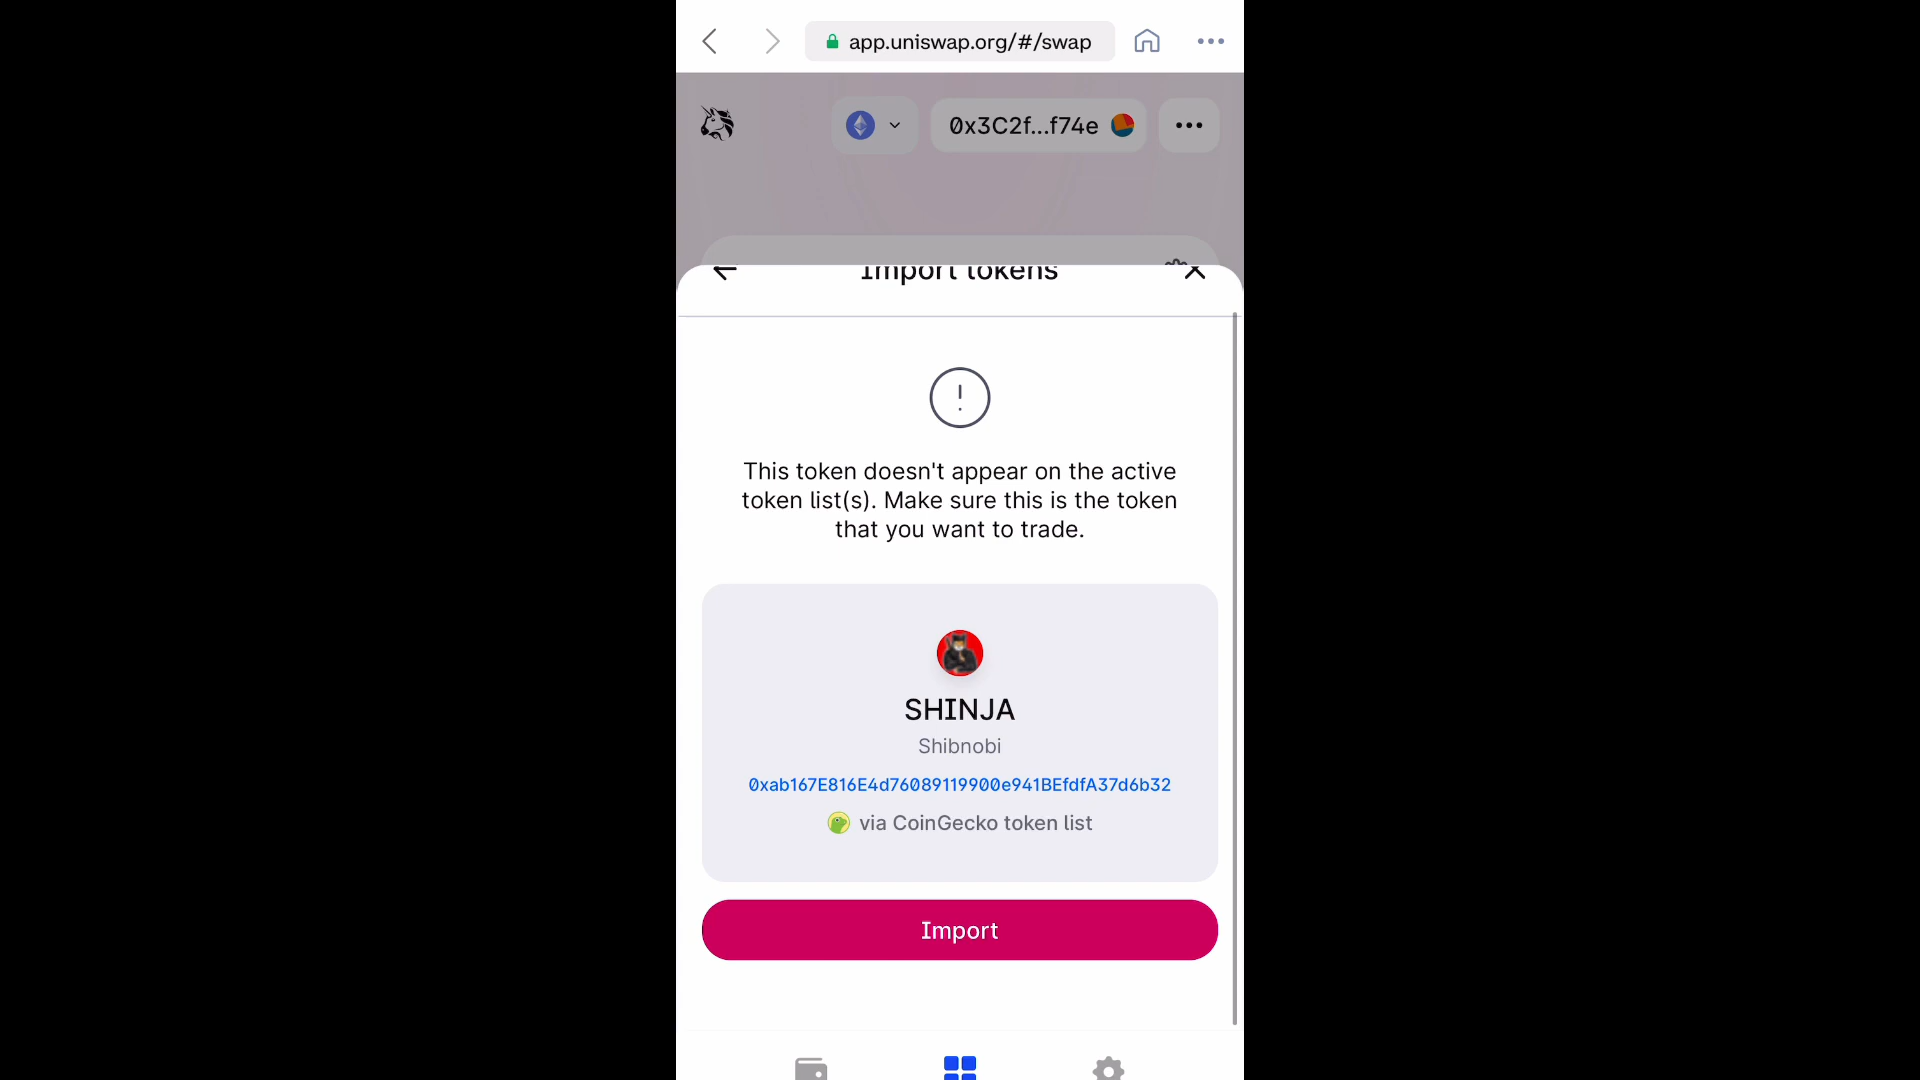 app.uniswap.org/#/swap
0x3C2f...f74e
Import tokens
This token doesn't appear on the active
token list(s). Make sure this is the token
that you want to trade.
SHINJA
Shibnobi
0xab167E816E4d76089119900e941BEfdfA37d6b32
via CoinGecko token list
Import